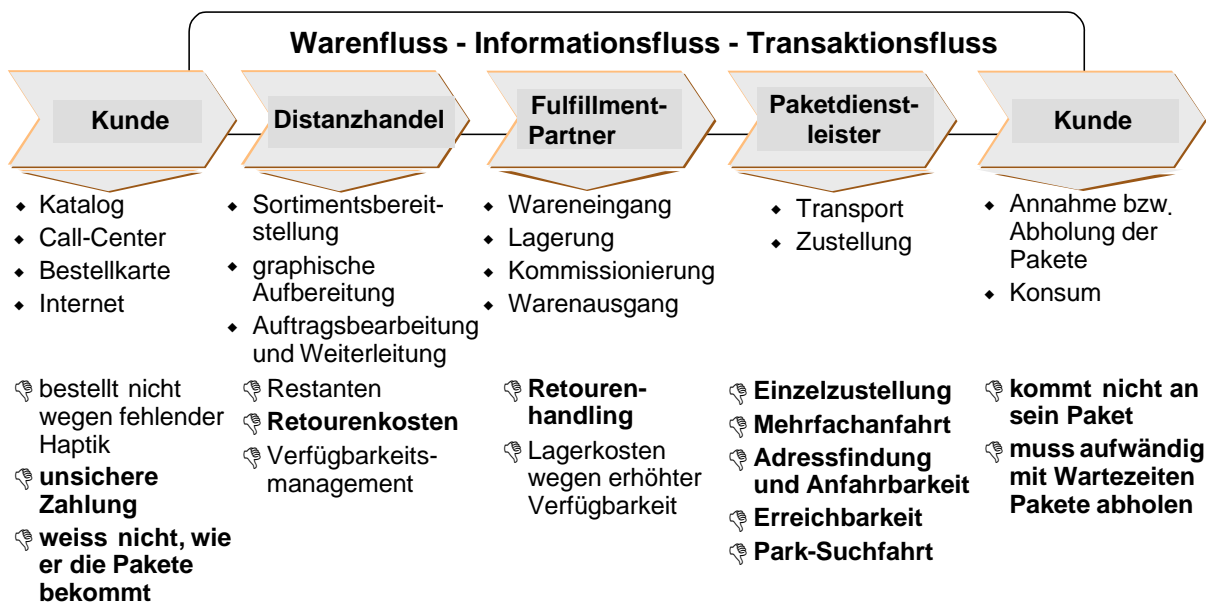 Warenfluss - Informationsfluss - Transaktionsfluss
Kunde
Distanzhandel
Fulfillment-
Partner
Paketdienst-
leister
Kunde
Katalog
Call-Center
Bestellkarte
Internet
Sortimentsbereit-
stellung
graphische
Aufbereitung
Auftragsbearbeitung
und Weiterleitung
Wareneingang
Lagerung
Kommissionierung
Warenausgang
Transport
Zustellung
Annahme bzw.
Abholung der
Pakete
Konsum
bestellt nicht
wegen fehlender
Haptik
unsichere
Zahlung
weiss nicht, wie
er die Pakete
bekommt
Restanten
Retourenkosten
Verfügbarkeits-
management
Retouren-
handling
Lagerkosten
wegen erhöhter
Verfügbarkeit
Einzelzustellung
Mehrfachanfahrt
Adressfindung
und Anfahrbarkeit
Erreichbarkeit
Park-Suchfahrt
kommt nicht an
sein Paket
muss aufwändig
mit Wartezeiten
Pakete abholen